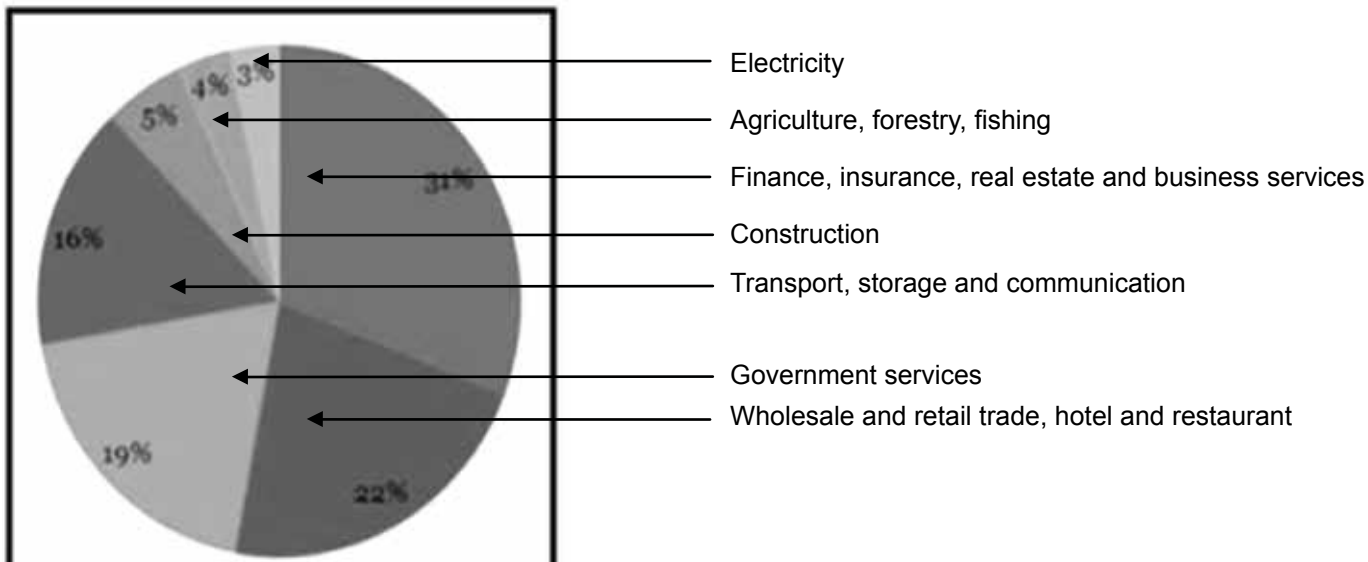 Electricity
3%
4%
Agriculture, forestry, fishing
5%
31%
Finance, insurance, real estate and business services
16%
Construction
Transport, storage and communication
Government services
Wholesale and retail trade, hotel and restaurant
19%
22%